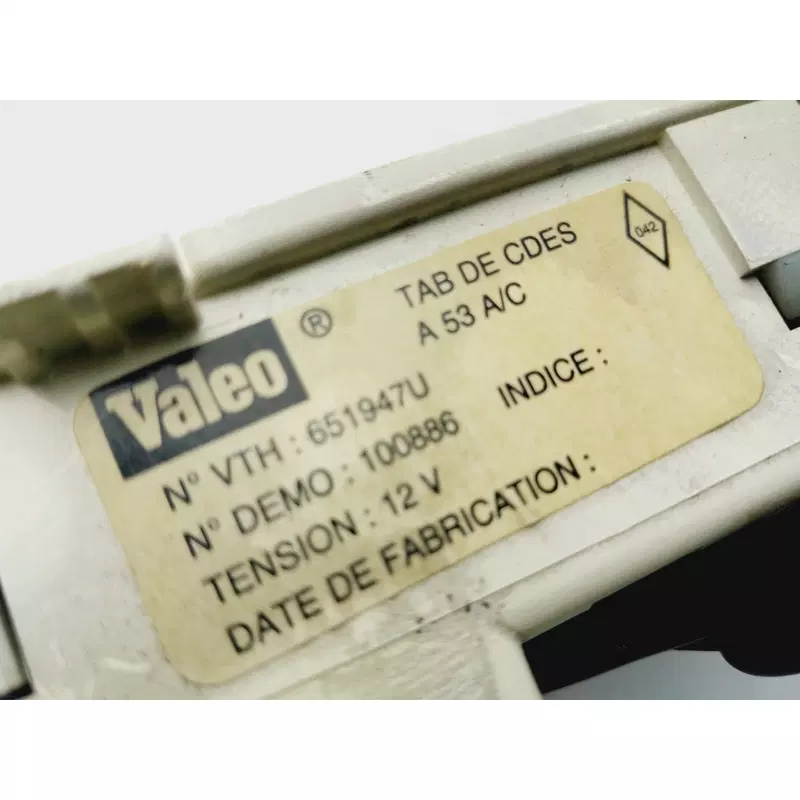 Valeo ®
TAB DE CDES
A 53 A/C
042
N° VTH : 651947U
N° DEMO : 100886
INDICE :
TENSION : 12 V
DATE DE FABRICATION :